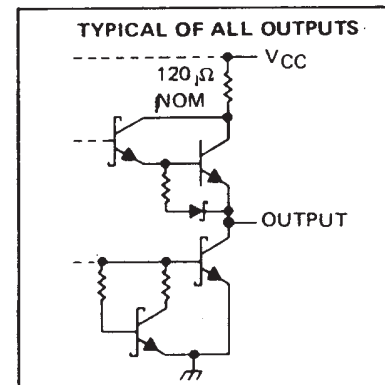 TYPICAL OF ALL OUTPUTS
VCC
120 Ω
NOM
OUTPUT